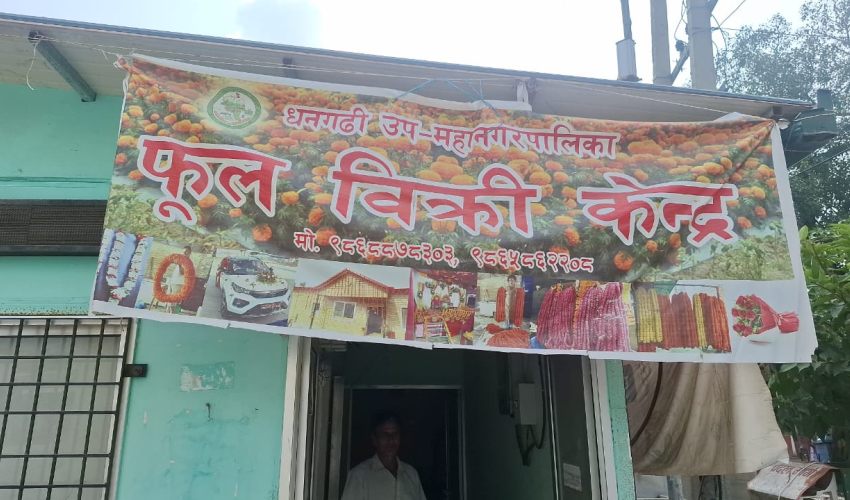 धनगढी उप-महानगरपालिका
फूल विक्री केन्द्र
मो. ९८६८८७८३०३, ९८६५८६२२०८